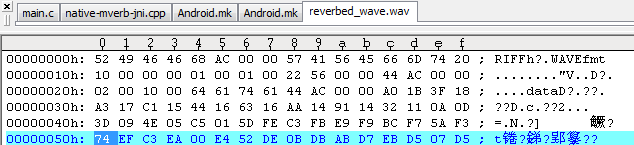 main.c native-mverb-jni.cpp Android.mk Android.mk reverbed_wave.wav
0 1 2 3 4 5 6 7 8 9 a b c d e f
00000000h: 52 49 46 46 68 AC 00 00 57 41 56 45 66 6D 74 20 ; RIFFh?.WAVEfmt
00000010h: 10 00 00 00 01 00 01 00 22 56 00 00 44 AC 00 00 ; ........"V..D?.
00000020h: 02 00 10 00 64 61 74 61 44 AC 00 00 A0 1B 3F 18 ; ....dataD?..??.
00000030h: A3 17 C1 15 44 16 63 16 AA 14 91 14 32 11 0A 0D ; ??D.c.??2...
00000040h: 3D 09 4E 05 C5 01 5D FE C3 FB E9 F9 BC F7 5A F3 ; =.N.?]
00000050h: 74 EF C3 EA 00 E4 52 DE 0B DB AB D7 EB D5 07 D5 ;